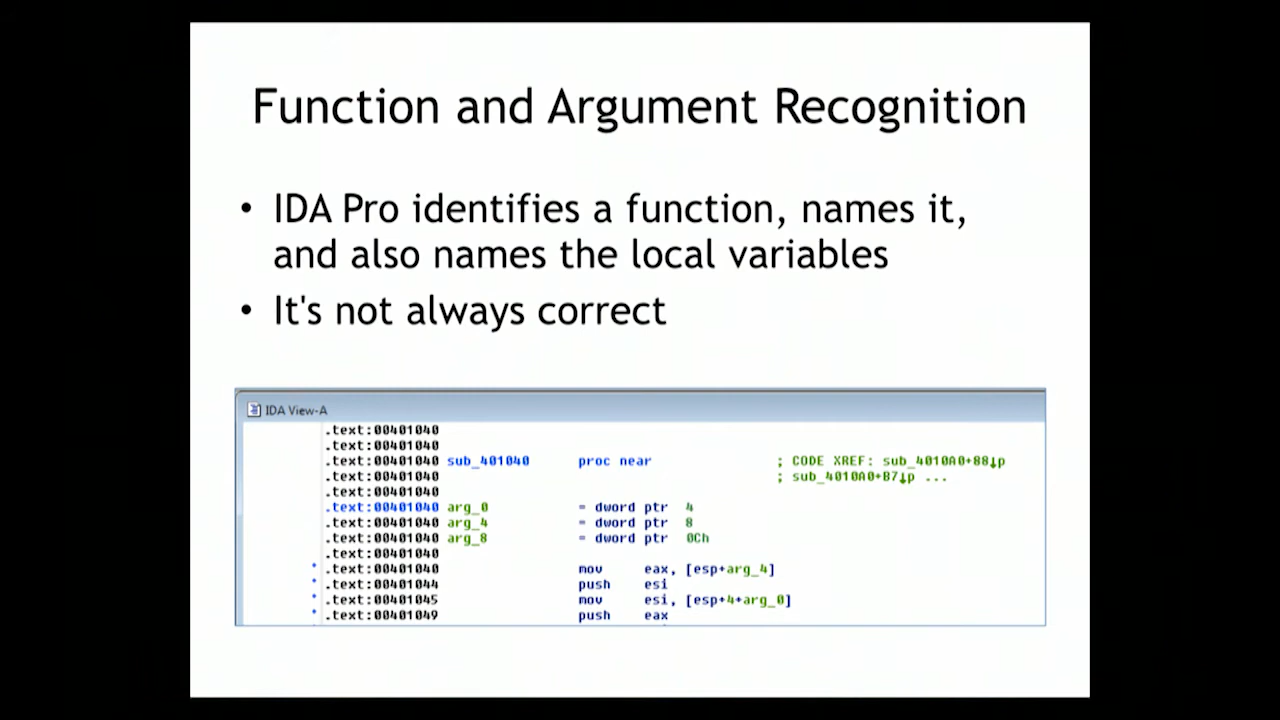 Function and Argument Recognition
• IDA Pro identifies a function, names it,
and also names the local variables
• It's not always correct
IDA View-A
.text:00401040
.text:00401040
.text:00401040 sub_401040 proc near ; CODE XREF: sub_4010A0+88↓p
.text:00401040 ; sub_4010A0+B7↓p ...
.text:00401040
.text:00401040 arg_0 = dword ptr 4
.text:00401040 arg_4 = dword ptr 8
.text:00401040 arg_8 = dword ptr 0Ch
.text:00401040
.text:00401040 mov eax, [esp+arg_4]
.text:00401044 push esi
.text:00401045 mov esi, [esp+4+arg_0]
.text:00401049 push eax